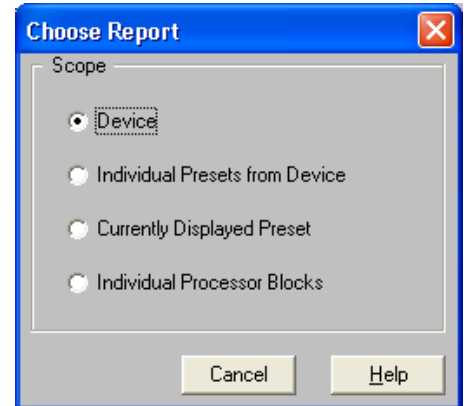 Choose Report
Scope
Device
Individual Presets from Device
Currently Displayed Preset
Individual Processor Blocks
Cancel Help